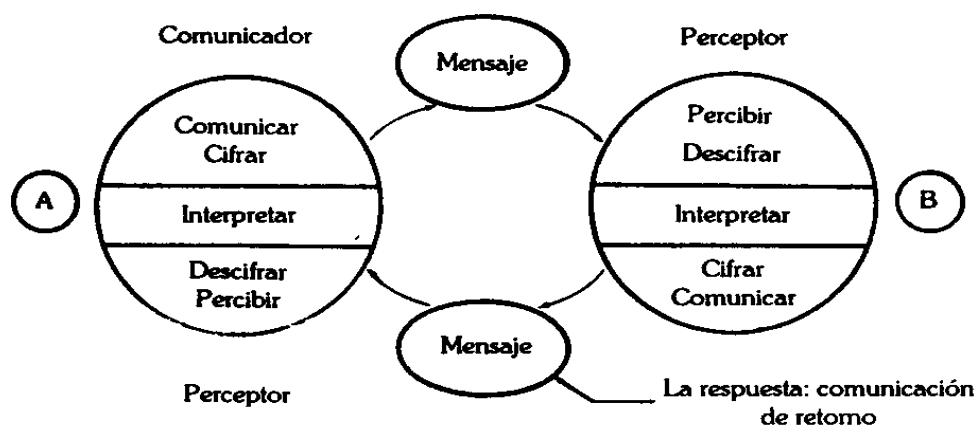 Comunicador
Mensaje
Perceptor
Comunicar
Cifrar
Percibir
Descifrar
A
Interpretar
Interpretar
B
Descifrar
Percibir
Cifrar
Comunicar
Mensaje
Perceptor
La respuesta: comunicación
de retorno